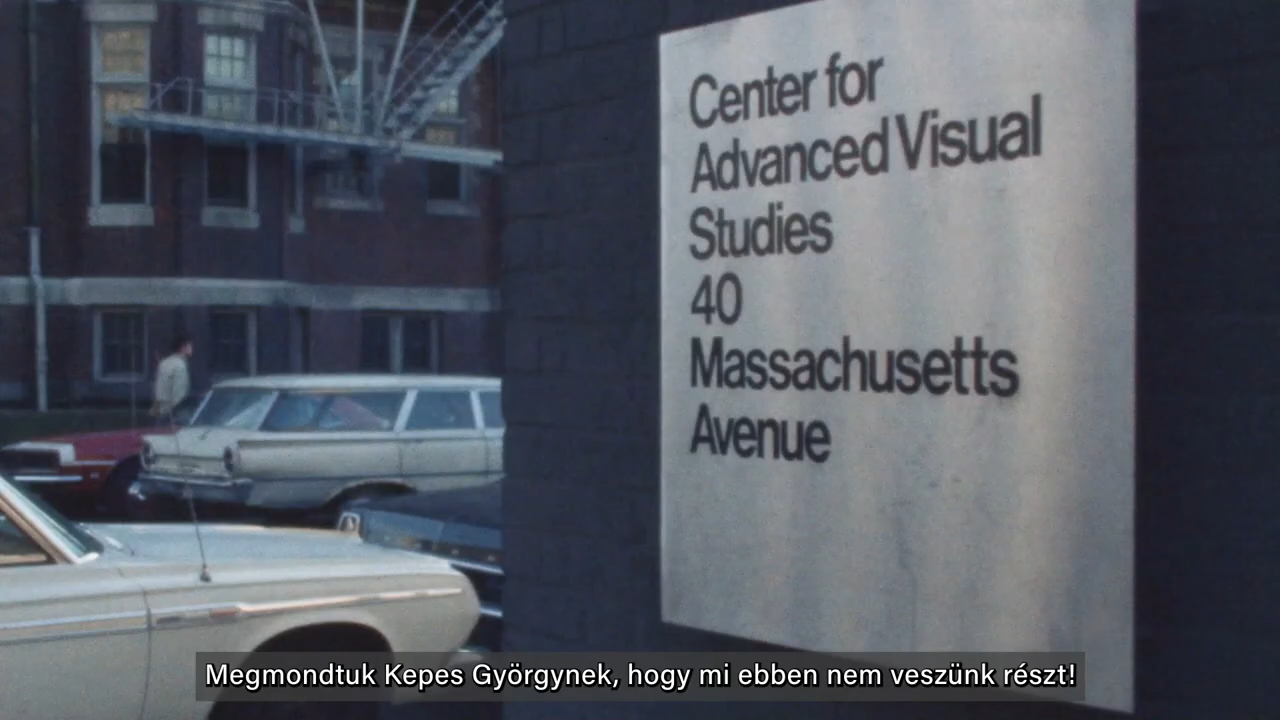 Center for
Advanced Visual
Studies
40
Massachusetts
Avenue
Megmondtuk Kepes Györgynek, hogy mi ebben nem veszünk részt!